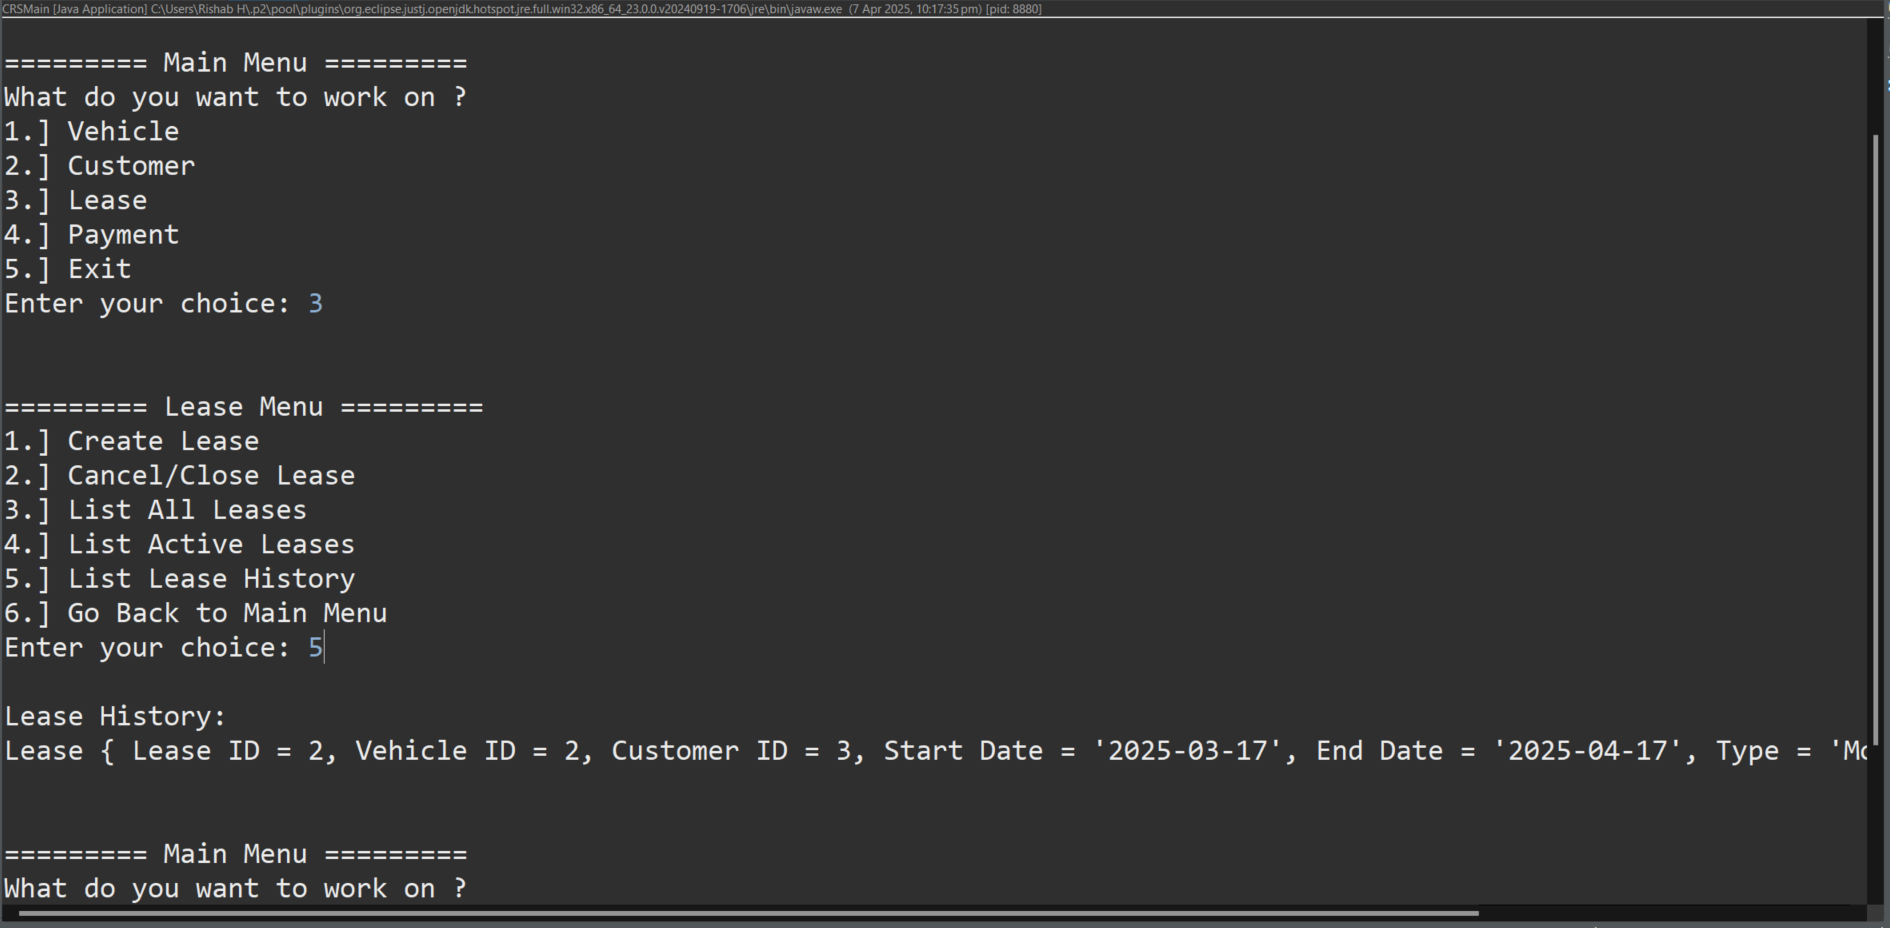 CRSMain [Java Application] C:\Users\Rishab H\.p2\pool\plugins\org.eclipse.justj.openjdk.hotspot.jre.full.win32.x86_64_23.0.0.v20240919-1706\jre\bin\javaw.exe (7 Apr 2025, 10:17:35 pm) [pid: 8880]
========= Main Menu =========
What do you want to work on ?
1.] Vehicle
2.] Customer
3.] Lease
4.] Payment
5.] Exit
Enter your choice: 3
========= Lease Menu =========
1.] Create Lease
2.] Cancel/Close Lease
3.] List All Leases
4.] List Active Leases
5.] List Lease History
6.] Go Back to Main Menu
Enter your choice: 5
Lease History:
Lease { Lease ID = 2, Vehicle ID = 2, Customer ID = 3, Start Date = '2025-03-17', End Date = '2025-04-17', Type = 'Mo
========= Main Menu =========
What do you want to work on ?